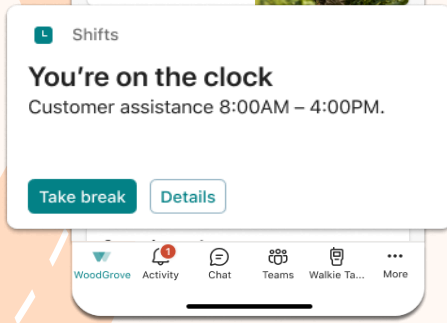 Shifts
You're on the clock
Customer assistance 8:00AM – 4:00PM.
Take break
Details
1
WoodGrove
Activity
Chat
Teams
Walkie Ta...
More